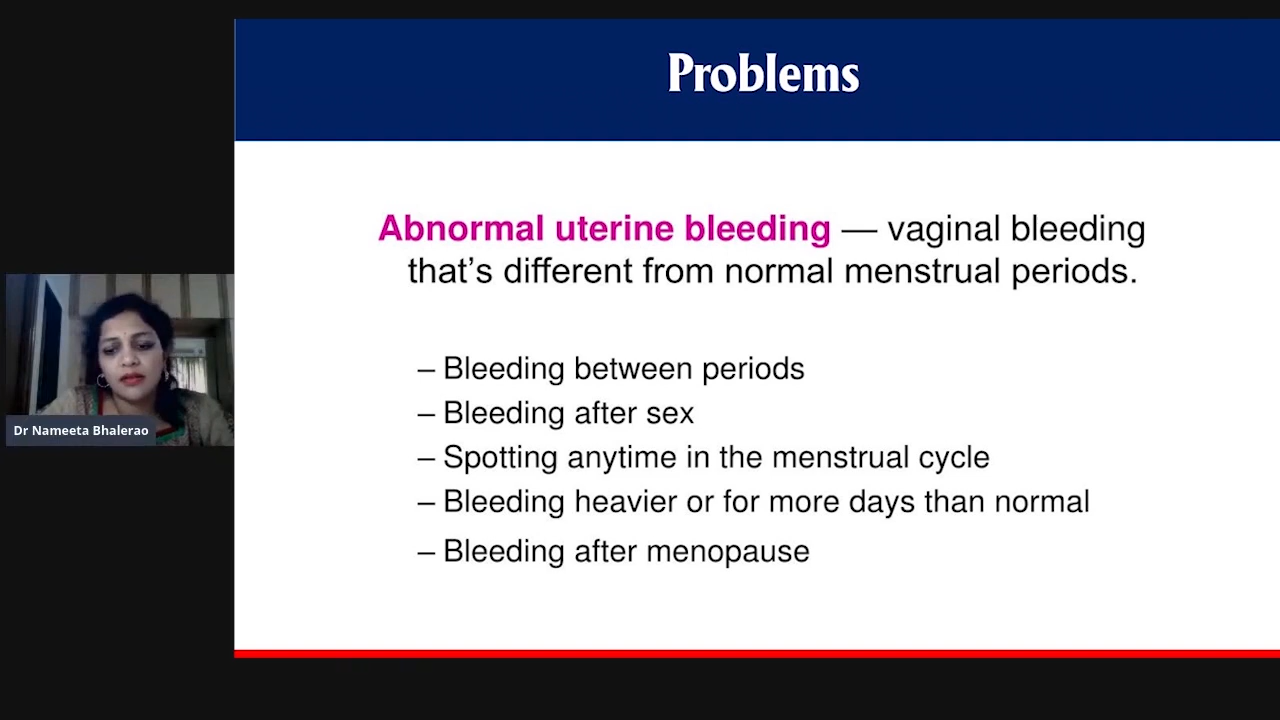 Problems
Abnormal uterine bleeding — vaginal bleeding
that’s different from normal menstrual periods.
– Bleeding between periods
– Bleeding after sex
– Spotting anytime in the menstrual cycle
– Bleeding heavier or for more days than normal
– Bleeding after menopause
Dr Nameeta Bhalerao